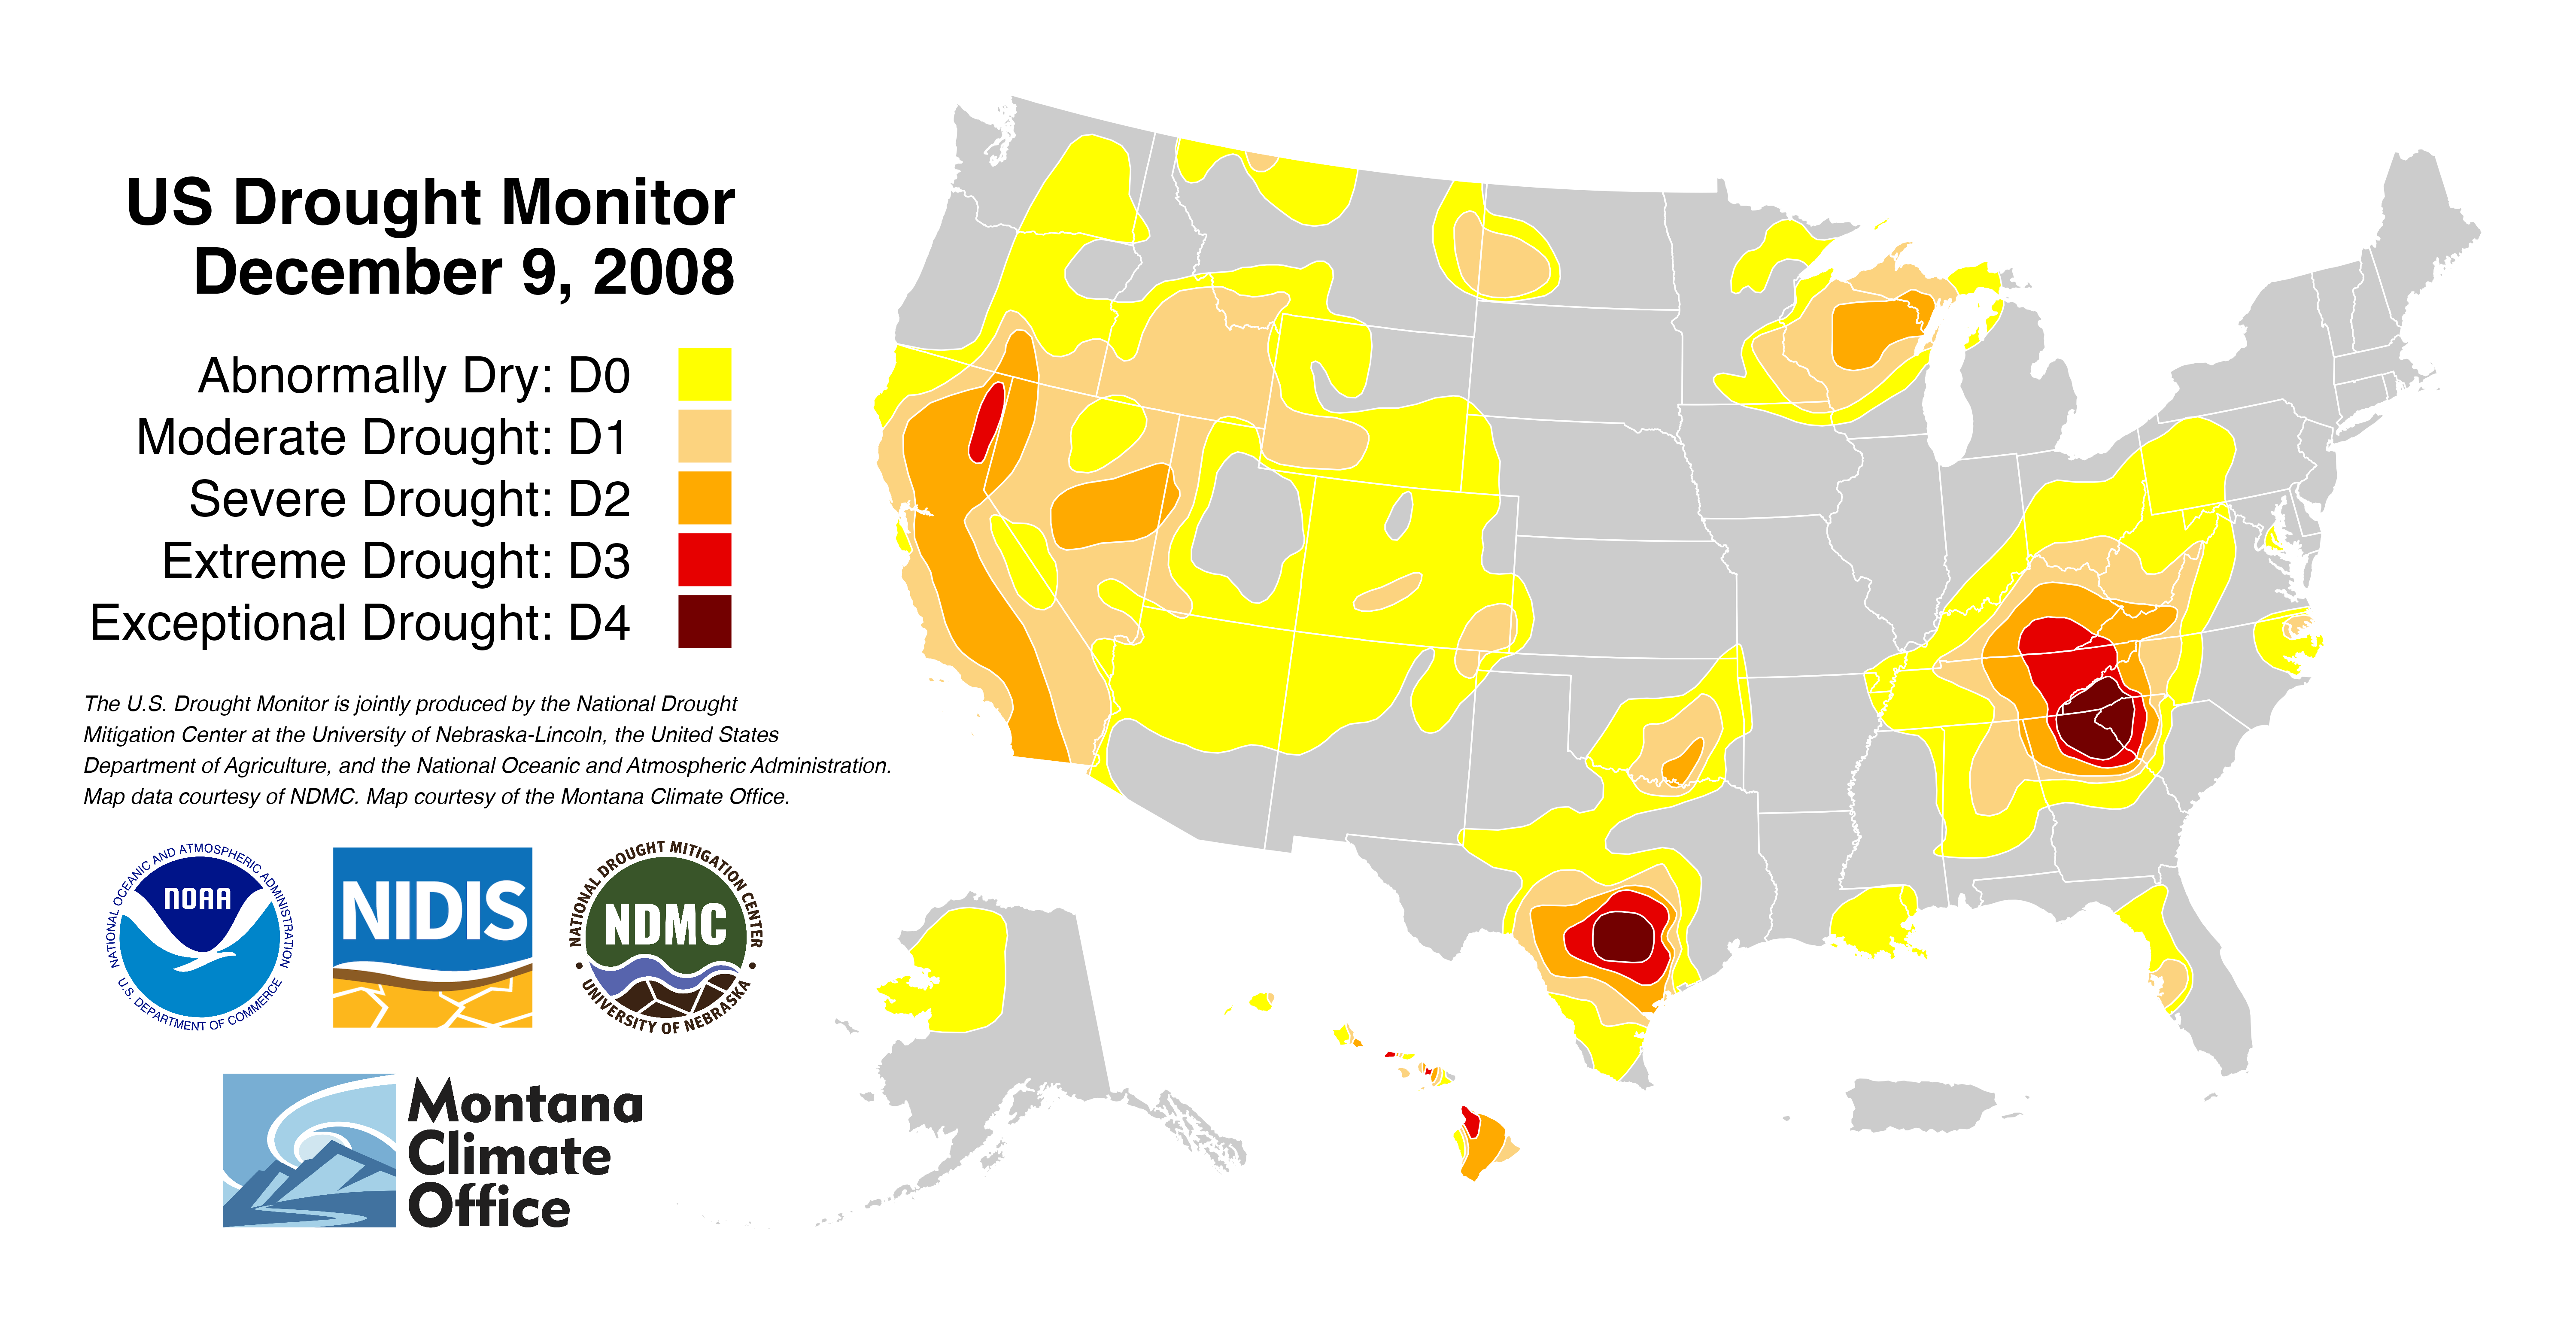 US Drought Monitor
December 9, 2008
Abnormally Dry: D0
Moderate Drought: D1
Severe Drought: D2
Extreme Drought: D3
Exceptional Drought: D4
The U.S. Drought Monitor is jointly produced by the National Drought
Mitigation Center at the University of Nebraska-Lincoln, the United States
Department of Agriculture, and the National Oceanic and Atmospheric Administration.
Map data courtesy of NDMC. Map courtesy of the Montana Climate Office.
NATIONAL OCEANIC AND ATMOSPHERIC ADMINISTRATION
NOAA
U.S. DEPARTMENT OF COMMERCE
NIDIS
NATIONAL DROUGHT MITIGATION CENTER
NDMC
UNIVERSITY OF NEBRASKA
Montana
Climate
Office